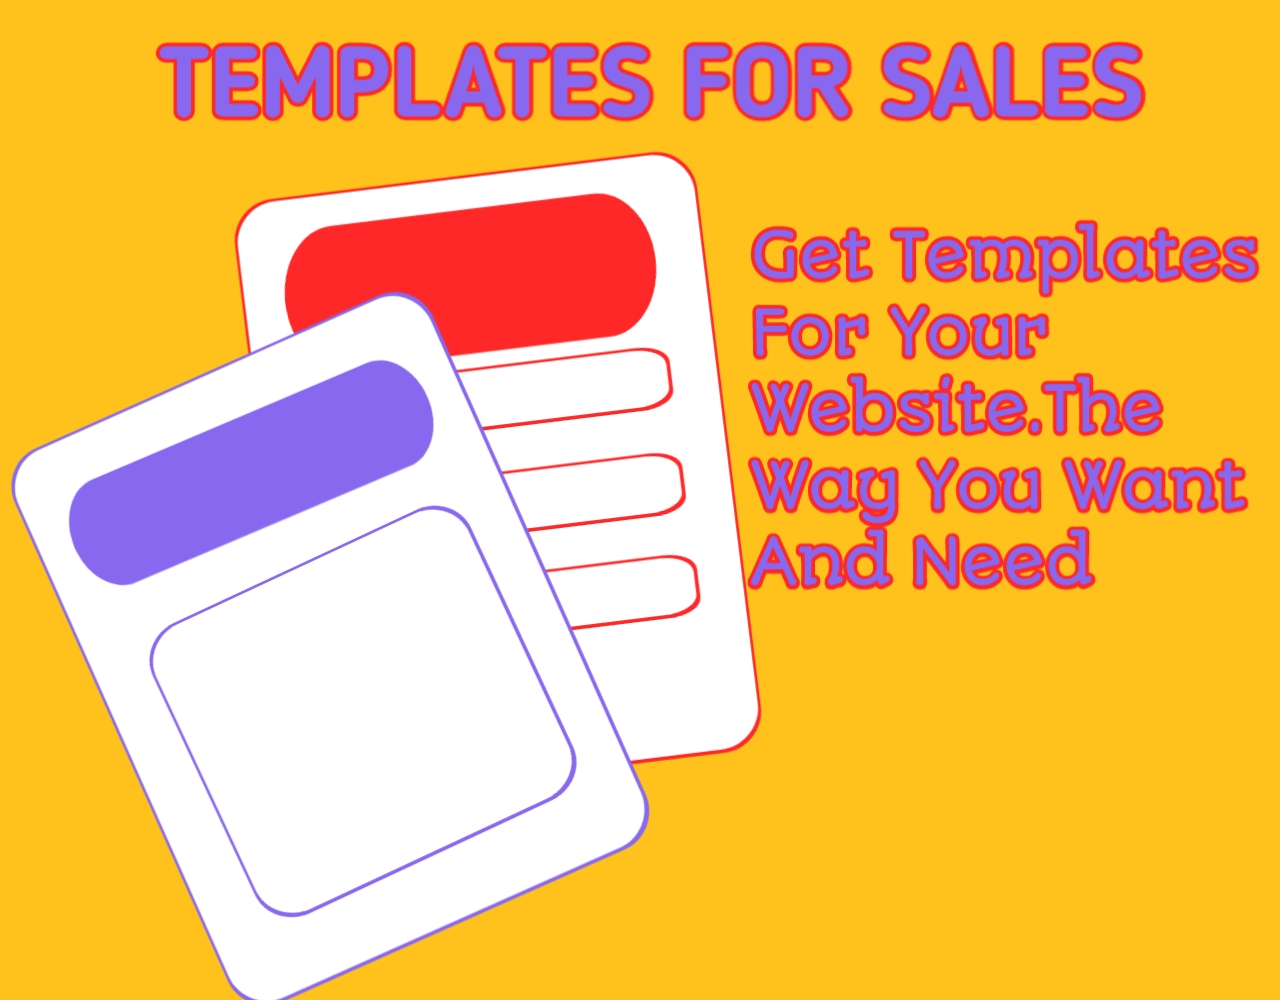 TEMPLATES FOR SALES
Get Templates
For Your
Website.The
Way You Want
And Need